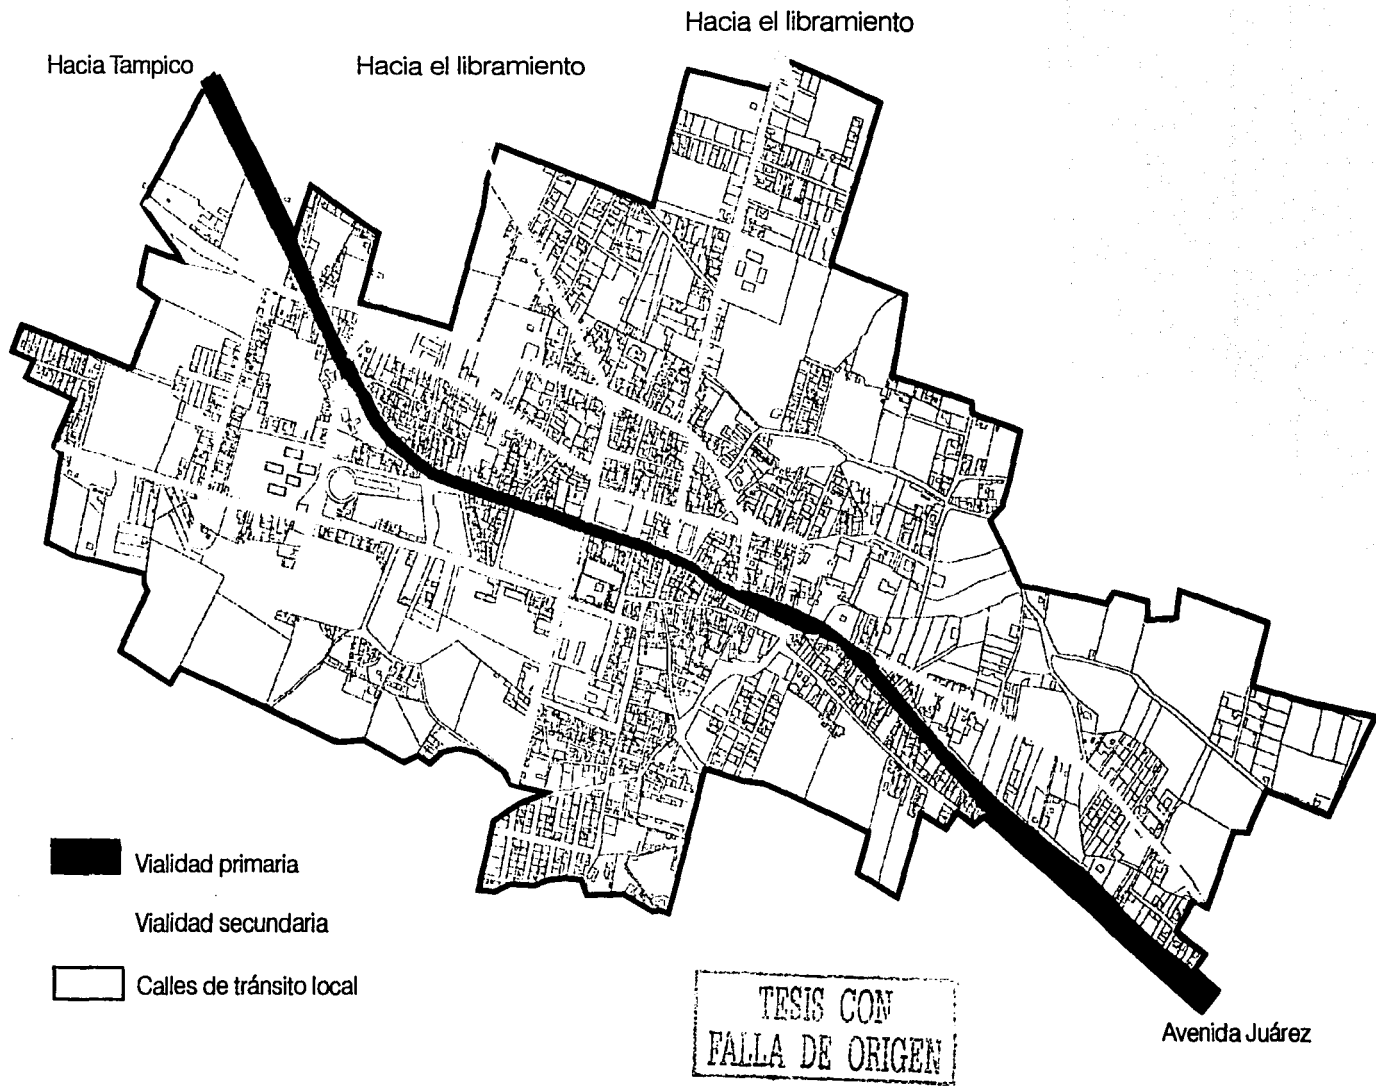 Hacia el libramiento
Hacia Tampico
Hacia el libramiento
Vialidad primaria
Vialidad secundaria
Calles de tránsito local
TESIS CON
FALLA DE ORIGEN
Avenida Juárez